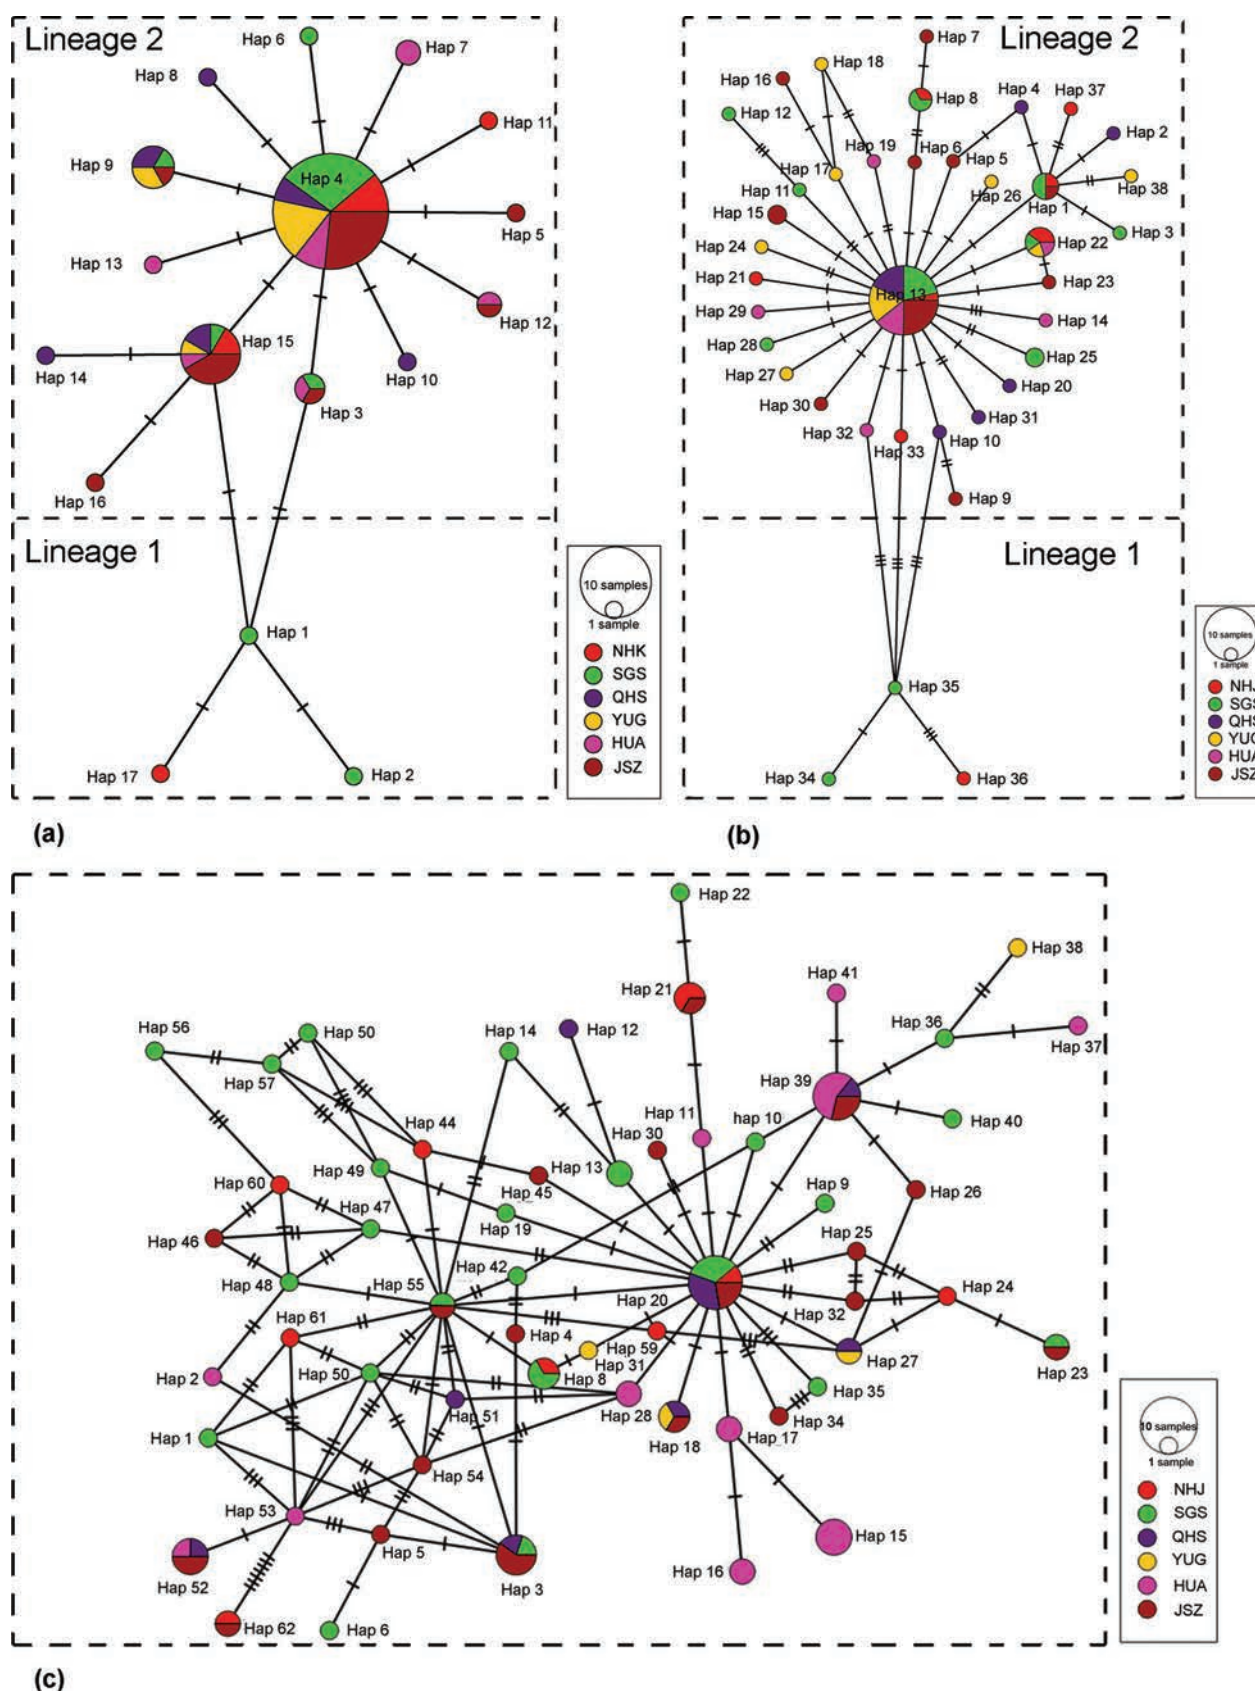 Lineage 2
Hap 6
Hap 7
Hap 8
Hap 11
Hap 9
Hap 4
Hap 5
Hap 13
Hap 12
Hap 15
Hap 14
Hap 10
Hap 3
Hap 16
Lineage 1
Hap 1
Hap 17
Hap 2
10 samples
1 sample
NHK
SGS
QHS
YUG
HUA
JSZ
(a)
Lineage 2
Hap 7
Hap 18
Hap 16
Hap 8
Hap 4
Hap 37
Hap 12
Hap 2
Hap 19
Hap 6
Hap 5
Hap 17
Hap 26
Hap 38
Hap 11
Hap 1
Hap 15
Hap 3
Hap 24
Hap 22
Hap 21
Hap 13
Hap 23
Hap 29
Hap 14
Hap 28
Hap 25
Hap 27
Hap 20
Hap 30
Hap 31
Hap 32
Hap 33
Hap 10
Hap 9
Lineage 1
Hap 35
Hap 34
Hap 36
10 samples
1 sample
NHJ
SGS
QHS
YUG
HUA
JSZ
(b)
Hap 22
Hap 38
Hap 41
Hap 21
Hap 56
Hap 50
Hap 14
Hap 12
Hap 36
Hap 37
Hap 57
Hap 39
Hap 44
Hap 11
hap 10
Hap 30
Hap 40
Hap 49
Hap 13
Hap 60
Hap 45
Hap 9
Hap 26
Hap 47
Hap 19
Hap 25
Hap 46
Hap 42
Hap 48
Hap 55
Hap 24
Hap 20
Hap 32
Hap 61
Hap 4
Hap 59
Hap 31
Hap 27
Hap 23
Hap 50
Hap 8
Hap 2
Hap 35
Hap 51
Hap 28
Hap 34
Hap 18
Hap 17
Hap 1
Hap 54
Hap 53
Hap 15
Hap 5
Hap 16
Hap 52
Hap 3
Hap 62
Hap 6
10 samples
1 sample
NHJ
SGS
QHS
YUG
HUA
JSZ
(c)